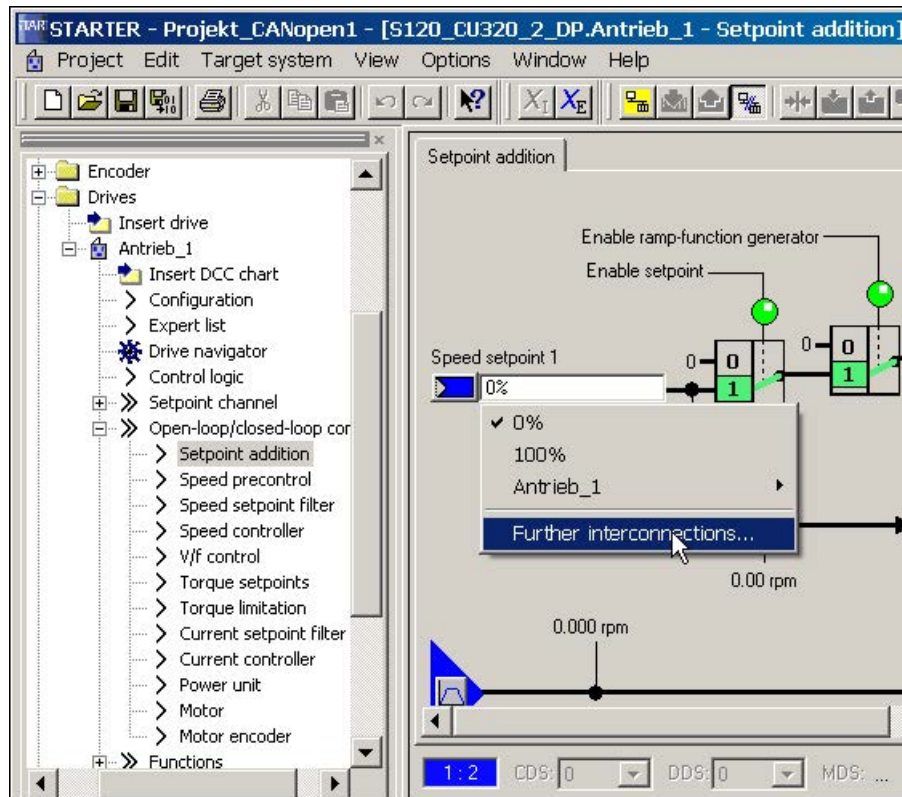 STARTER - Projekt_CANopen1 - [S120_CU320_2_DP.Antrieb_1 - Setpoint addition]
Project Edit Target system View Options Window Help
Setpoint addition
Encoder
Drives
Insert drive
Antrieb_1
Insert DCC chart
Configuration
Expert list
Drive navigator
Control logic
Setpoint channel
Open-loop/closed-loop cor
Setpoint addition
Speed precontrol
Speed setpoint filter
Speed controller
V/f control
Torque setpoints
Torque limitation
Current setpoint filter
Current controller
Power unit
Motor
Motor encoder
Functions
Enable ramp-function generator
Enable setpoint
Speed setpoint 1
0%
0
0
1
0
0
1
0%
100%
Antrieb_1
Further interconnections...
0.00 rpm
0.000 rpm
1 : 2 CDS: 0 DDS: 0 MDS: ...